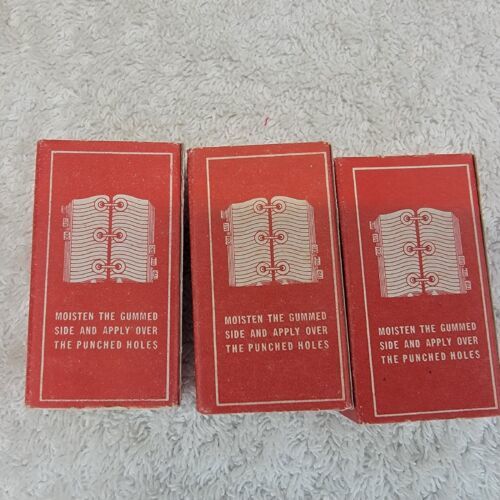 MOISTEN THE GUMMED
SIDE AND APPLY OVER
THE PUNCHED HOLES
MOISTEN THE GUMMED
SIDE AND APPLY OVER
THE PUNCHED HOLES
MOISTEN THE GUMMED
SIDE AND APPLY OVER
THE PUNCHED HOLES